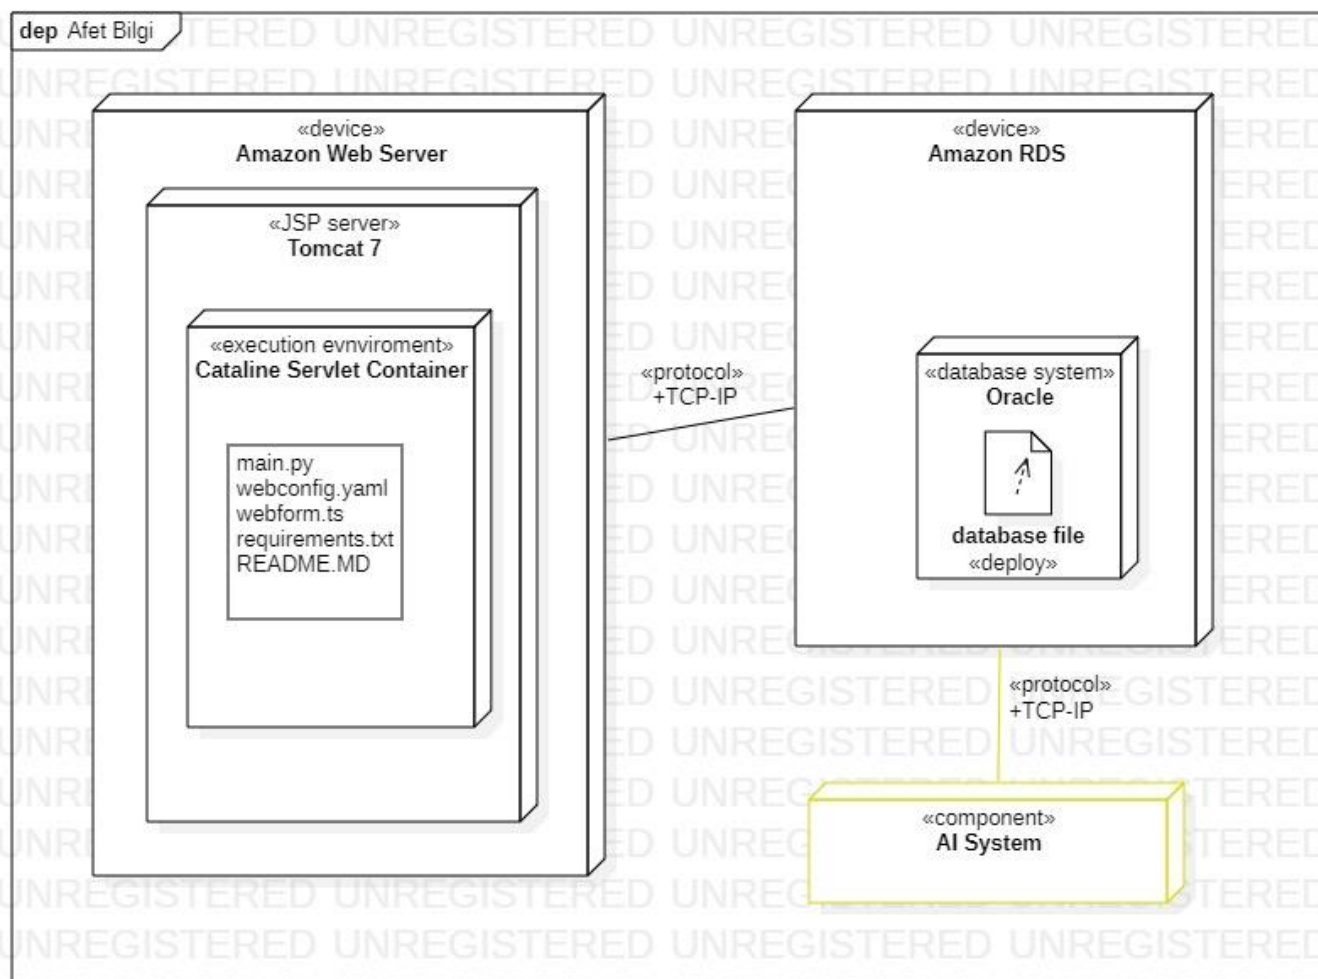 dep Afet Bilgi
«device»
Amazon Web Server
«JSP server»
Tomcat 7
«execution evnviroment»
Cataline Servlet Container
main.py
webconfig.yaml
webform.ts
requirements.txt
README.MD
«protocol»
+TCP-IP
«device»
Amazon RDS
«database system»
Oracle
database file
«deploy»
«protocol»
+TCP-IP
«component»
AI System
UNREGISTERED